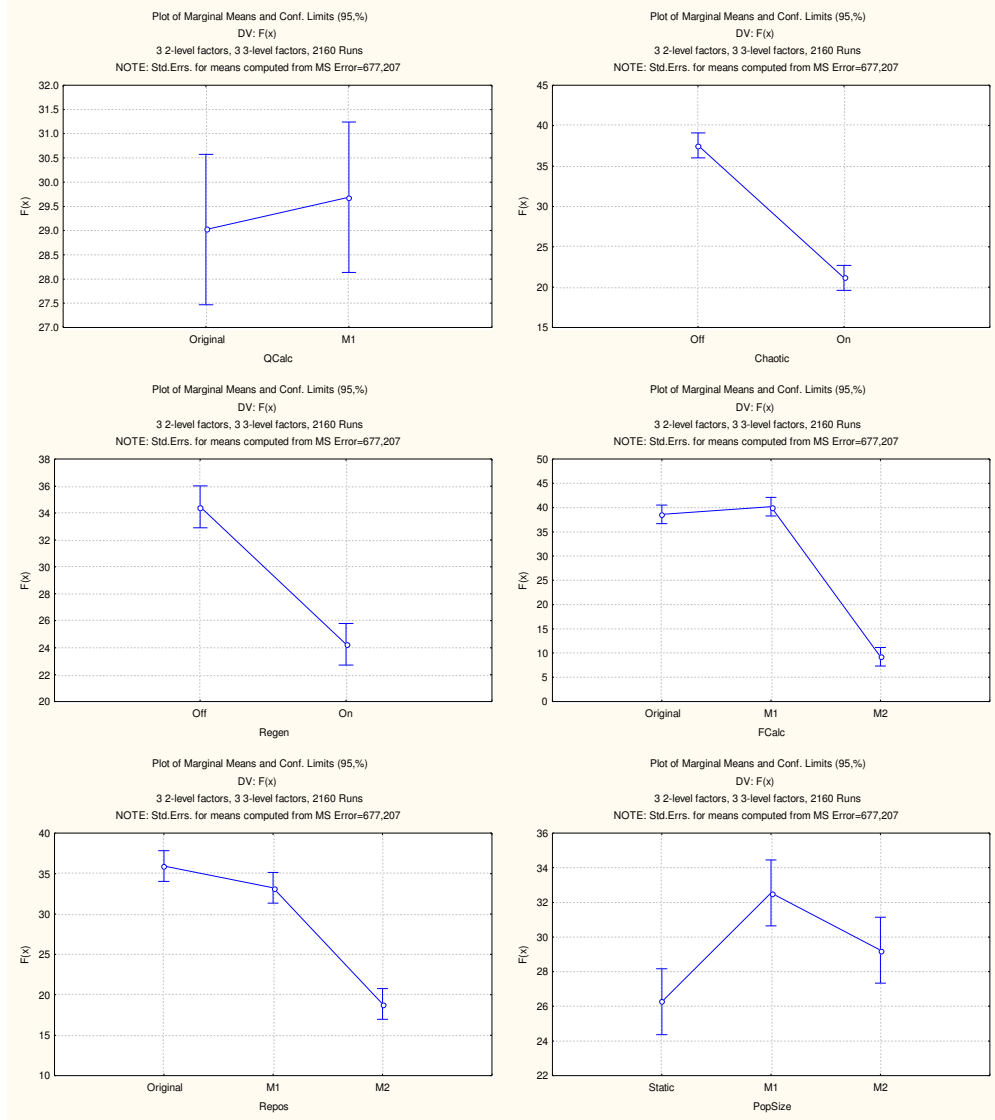 Plot of Marginal Means and Conf. Limits (95,%)
DV: F(x)
3 2-level factors, 3 3-level factors, 2160 Runs
NOTE: Std.Errs. for means computed from MS Error=677,207
32.0
31.5
31.0
30.5
30.0
29.5
29.0
28.5
28.0
27.5
27.0
F(x)
Original M1
QCalc
Plot of Marginal Means and Conf. Limits (95,%)
DV: F(x)
3 2-level factors, 3 3-level factors, 2160 Runs
NOTE: Std.Errs. for means computed from MS Error=677,207
45
40
35
30
25
20
15
F(x)
Off On
Chaotic
Plot of Marginal Means and Conf. Limits (95,%)
DV: F(x)
3 2-level factors, 3 3-level factors, 2160 Runs
NOTE: Std.Errs. for means computed from MS Error=677,207
38
36
34
32
30
28
26
24
22
20
F(x)
Off On
Regen
Plot of Marginal Means and Conf. Limits (95,%)
DV: F(x)
3 2-level factors, 3 3-level factors, 2160 Runs
NOTE: Std.Errs. for means computed from MS Error=677,207
50
45
40
35
30
25
20
15
10
5
0
F(x)
Original M1 M2
FCalc
Plot of Marginal Means and Conf. Limits (95,%)
DV: F(x)
3 2-level factors, 3 3-level factors, 2160 Runs
NOTE: Std.Errs. for means computed from MS Error=677,207
40
35
30
25
20
15
10
F(x)
Original M1 M2
Repos
Plot of Marginal Means and Conf. Limits (95,%)
DV: F(x)
3 2-level factors, 3 3-level factors, 2160 Runs
NOTE: Std.Errs. for means computed from MS Error=677,207
36
34
32
30
28
26
24
22
F(x)
Static M1 M2
PopSize